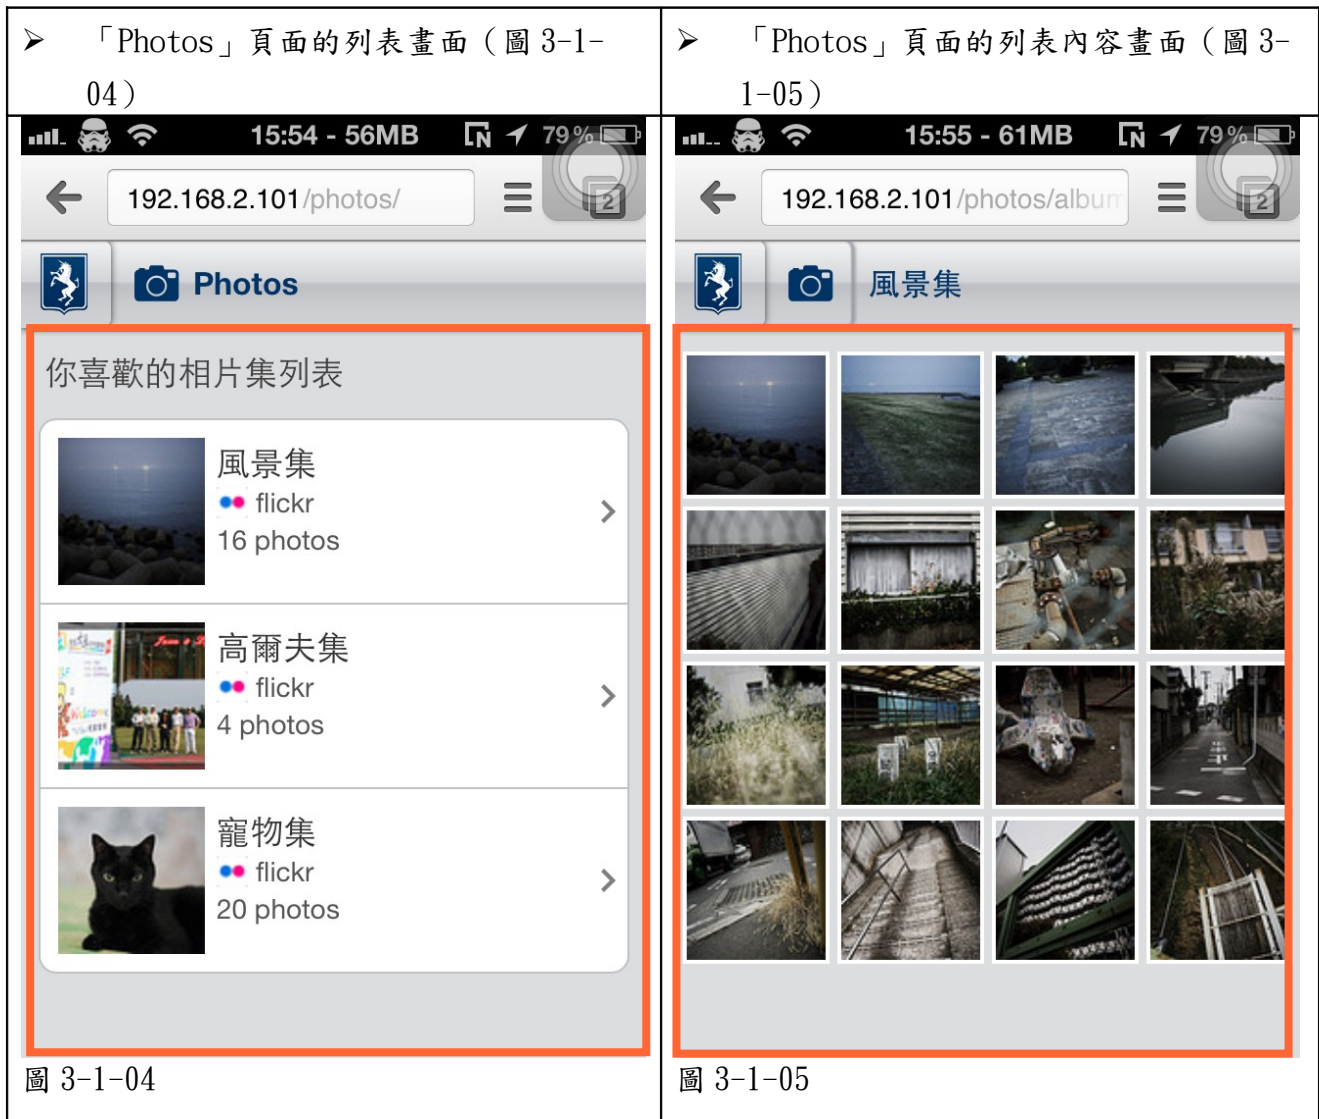 ➢ 「Photos」頁面的列表畫面（圖 3-1-
04）
➢ 「Photos」頁面的列表內容畫面（圖 3-
1-05）
15:54 - 56MB N 79%
192.168.2.101/photos/ 2
Photos
你喜歡的相片集列表
風景集
flickr
16 photos
高爾夫集
flickr
4 photos
寵物集
flickr
20 photos
圖 3-1-04
15:55 - 61MB N 79%
192.168.2.101/photos/album 2
風景集
圖 3-1-05